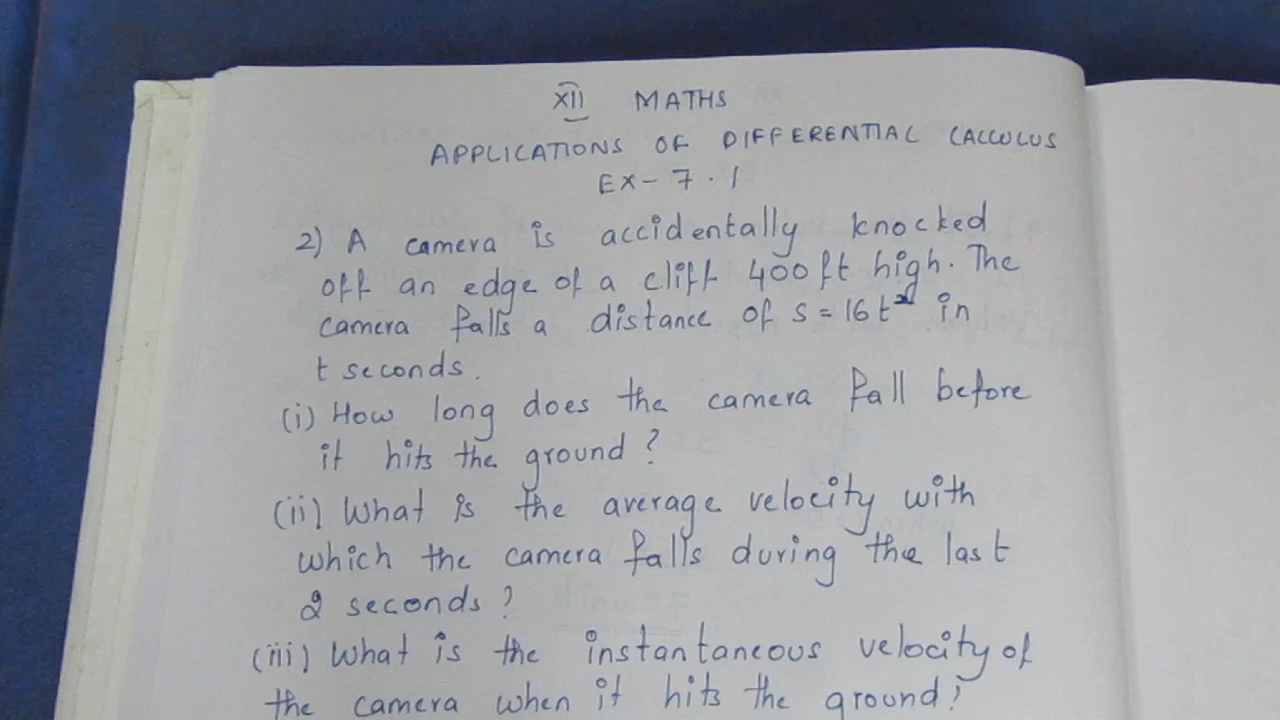 XII MATHS
APPLICATIONS OF DIFFERENTIAL CALCULUS
EX - 7.1
2) A camera is accidentally knocked
off an edge of a cliff 400 ft high. The
camera falls a distance of s = 16t² in
t seconds.
(i) How long does the camera fall before
it hits the ground?
(ii) What is the average velocity with
which the camera falls during the last
2 seconds?
(iii) What is the instantaneous velocity of
the camera when it hits the ground?